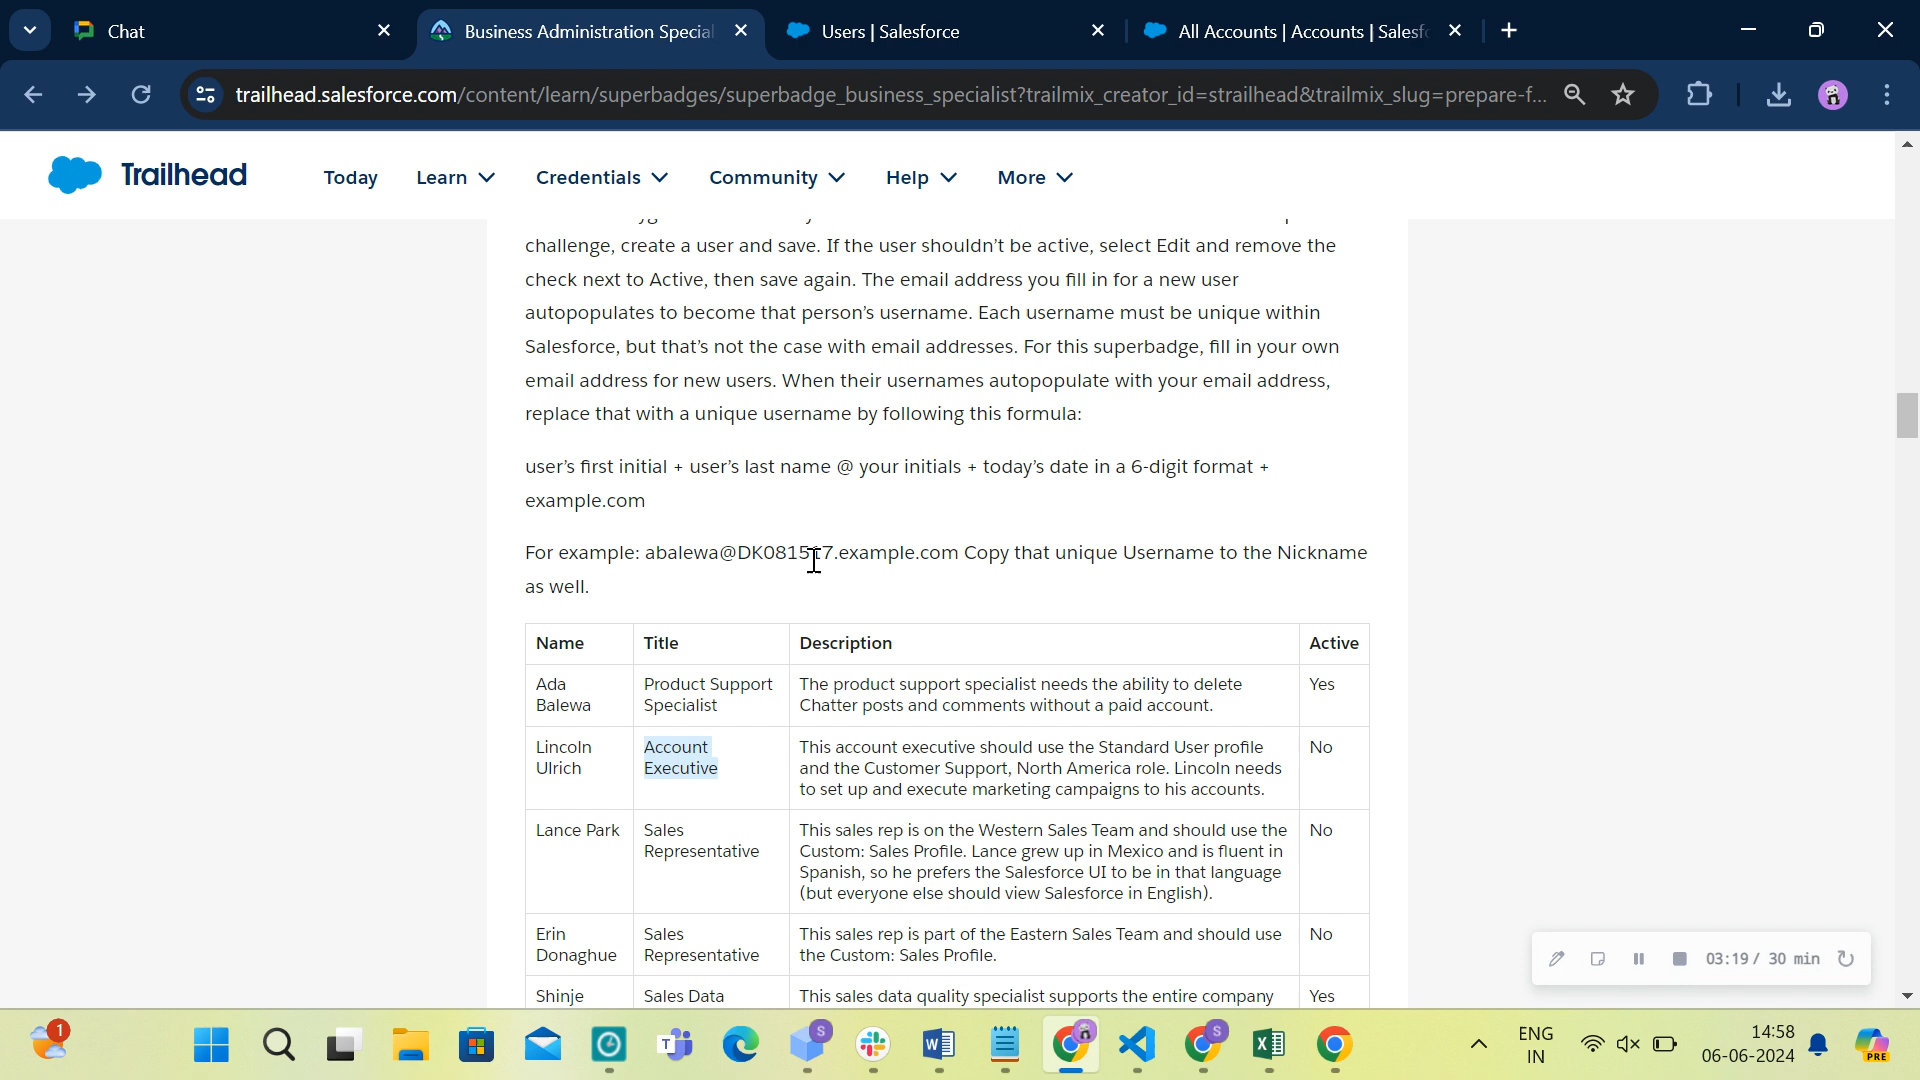 Chat
Business Administration Special
Users | Salesforce
All Accounts | Accounts | Salesf
trailhead.salesforce.com/content/learn/superbadges/superbadge_business_specialist?trailmix_creator_id=strailhead&trailmix_slug=prepare-f...
Trailhead
Today
Learn
Credentials
Community
Help
More
challenge, create a user and save. If the user shouldn't be active, select Edit and remove the
check next to Active, then save again. The email address you fill in for a new user
autopopulates to become that person's username. Each username must be unique within
Salesforce, but that's not the case with email addresses. For this superbadge, fill in your own
email address for new users. When their usernames autopopulate with your email address,
replace that with a unique username by following this formula:
user's first initial + user's last name @ your initials + today's date in a 6-digit format +
example.com
For example: abalewa@DK081517.example.com Copy that unique Username to the Nickname
as well.
Name
Title
Description
Active
Ada
Balewa
Product Support
Specialist
The product support specialist needs the ability to delete
Chatter posts and comments without a paid account.
Yes
Lincoln
Ulrich
Account
Executive
This account executive should use the Standard User profile
and the Customer Support, North America role. Lincoln needs
to set up and execute marketing campaigns to his accounts.
No
Lance Park
Sales
Representative
This sales rep is on the Western Sales Team and should use the
Custom: Sales Profile. Lance grew up in Mexico and is fluent in
Spanish, so he prefers the Salesforce UI to be in that language
(but everyone else should view Salesforce in English).
No
Erin
Donaghue
Sales
Representative
This sales rep is part of the Eastern Sales Team and should use
the Custom: Sales Profile.
No
Shinje
Sales Data
This sales data quality specialist supports the entire company
Yes
03:19 / 30 min
1
S
S
ENG
IN
14:58
06-06-2024
PRE